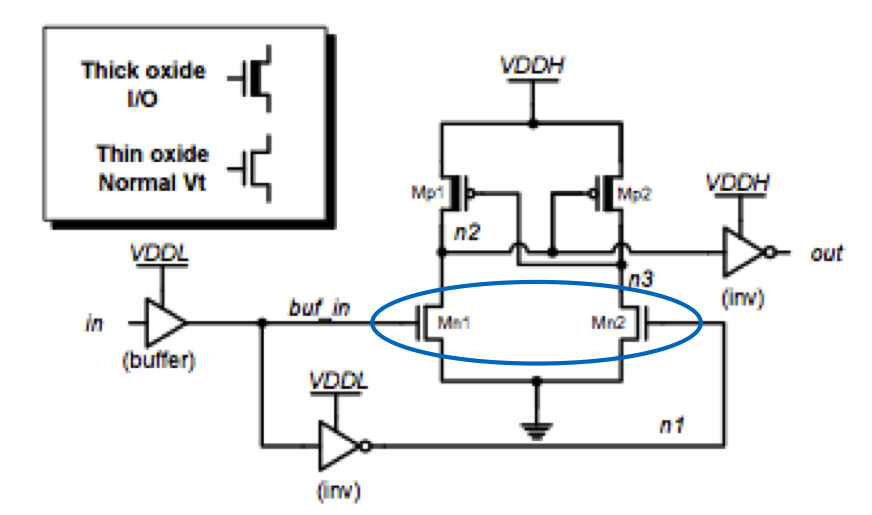 Thick oxide
I/O
Thin oxide
Normal Vt
VDDH
Mp1
Mp2
VDDH
n2
out
VDDL
n3
(inv)
in
buf_in
Mn1
Mn2
(buffer)
VDDL
n1
(inv)